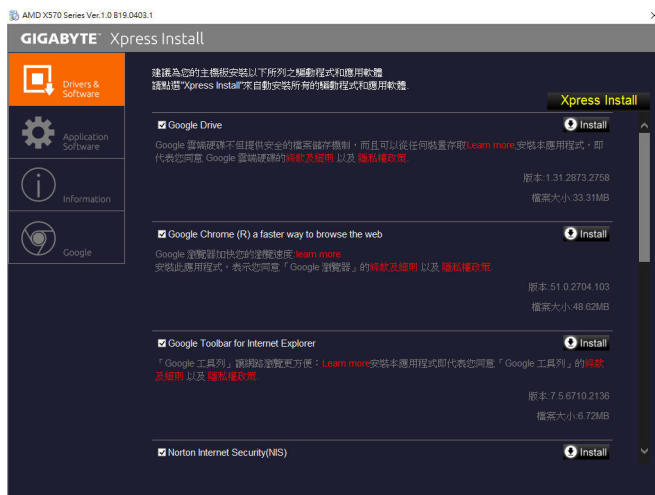 AMD X570 Series Ver.1.0 B19.0403.1
GIGABYTE™ Xpress Install
Drivers & Software
Application Software
Information
Google
建議為您的主機板安裝以下所列之驅動程式和應用軟體
請點選"Xpress Install"來自動安裝所有的驅動程式和應用軟體.
Xpress Install
Google Drive
Install
Google 雲端硬碟不但提供安全的檔案儲存機制，而且可以從任何裝置存取Learn more.安裝本應用程式，即
代表您同意 Google 雲端硬碟的條款及細則 以及 隱私權政策.
版本:1.31.2873.2758
檔案大小:33.31MB
Google Chrome (R) a faster way to browse the web
Install
Google 瀏覽器加快您的瀏覽速度:learn more
安裝此應用程式，表示您同意「Google 瀏覽器」的條款及細則 以及 隱私權政策.
版本:51.0.2704.103
檔案大小:48.62MB
Google Toolbar for Internet Explorer
Install
「Google 工具列」讓網路瀏覽更方便：Learn more安裝本應用程式即代表您同意「Google 工具列」的條款
及細則 以及 隱私權政策.
版本:7.5.6710.2136
檔案大小:6.72MB
Norton Internet Security(NIS)
Install